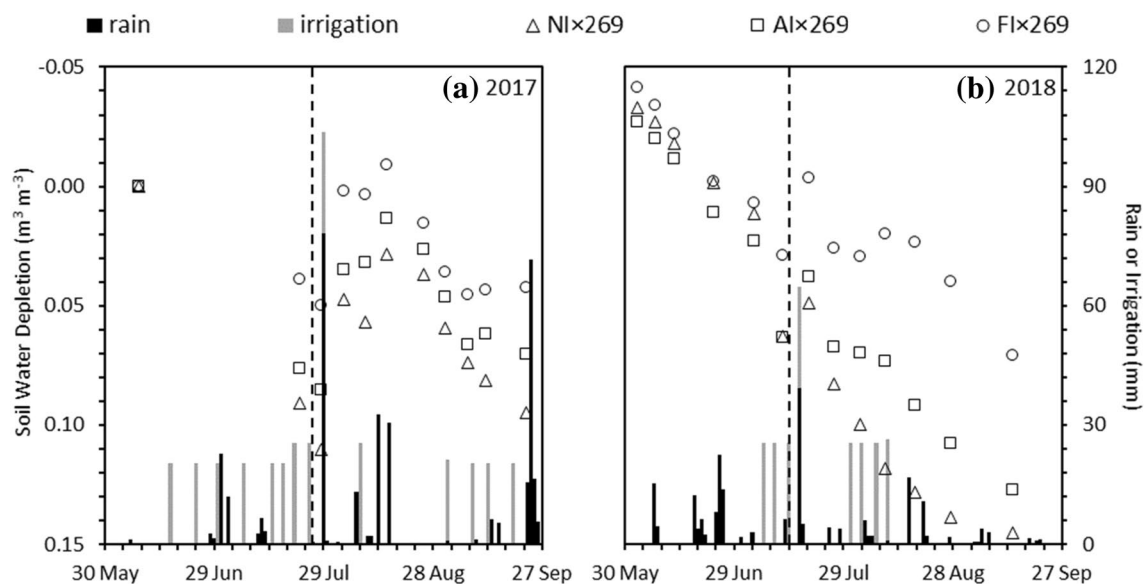 rain irrigation NI×269 AI×269 FI×269
(a) 2017
(b) 2018
-0.05
0.00
0.05
0.10
0.15
Soil Water Depletion (m³ m⁻³)
120
90
60
30
0
Rain or Irrigation (mm)
30 May 29 Jun 29 Jul 28 Aug 27 Sep
30 May 29 Jun 29 Jul 28 Aug 27 Sep